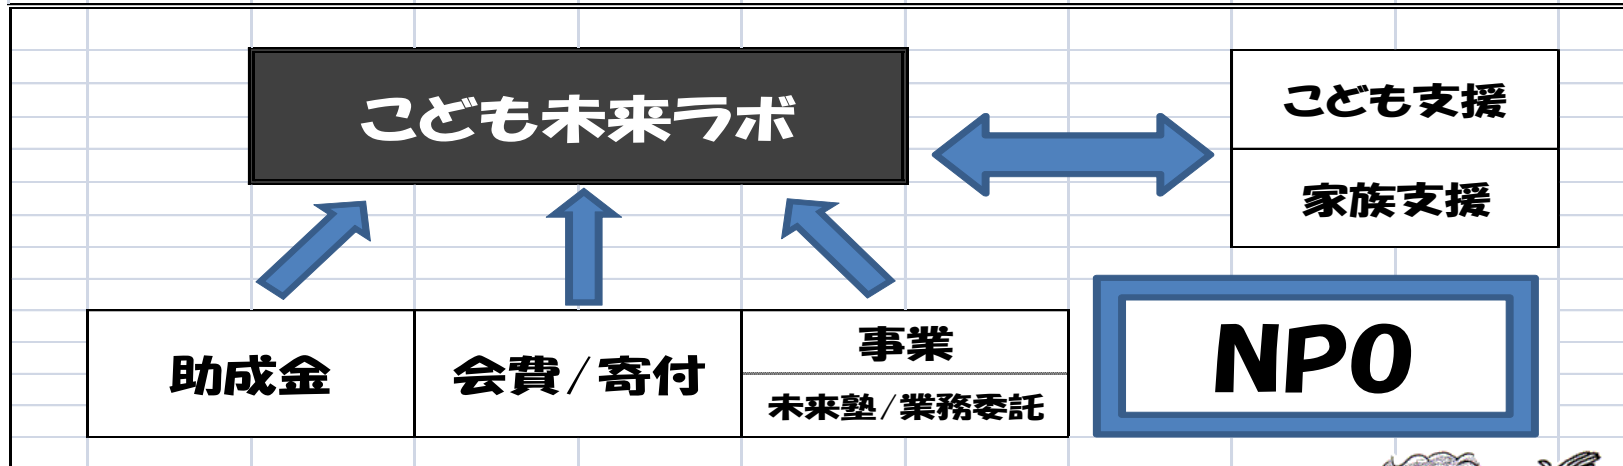 こども未来ラボ
こども支援
家族支援
助成金
会費/寄付
事業
未来塾/業務委託
NPO